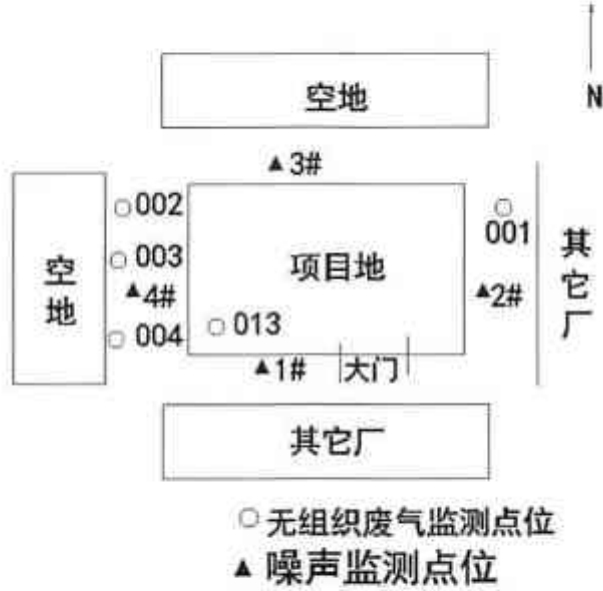 空地
N
▲3#
○002
○001
○003
空地
项目地
其它厂
▲4#
▲2#
○004
○013
▲1#
大门
其它厂
○无组织废气监测点位
▲噪声监测点位